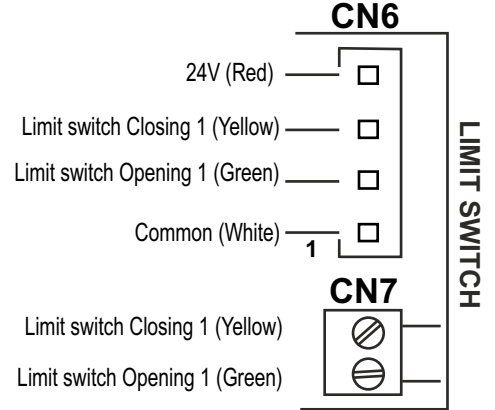 CN6
24V (Red)
Limit switch Closing 1 (Yellow)
Limit switch Opening 1 (Green)
Common (White)
1
CN7
Limit switch Closing 1 (Yellow)
Limit switch Opening 1 (Green)
LIMIT SWITCH